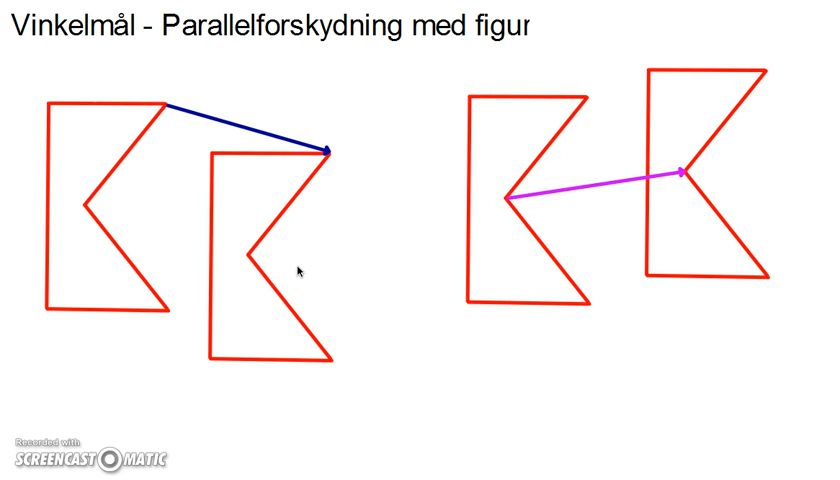 Vinkelmål - Parallelforskydning med figur
Recorded with
SCREENCAST-O-MATIC